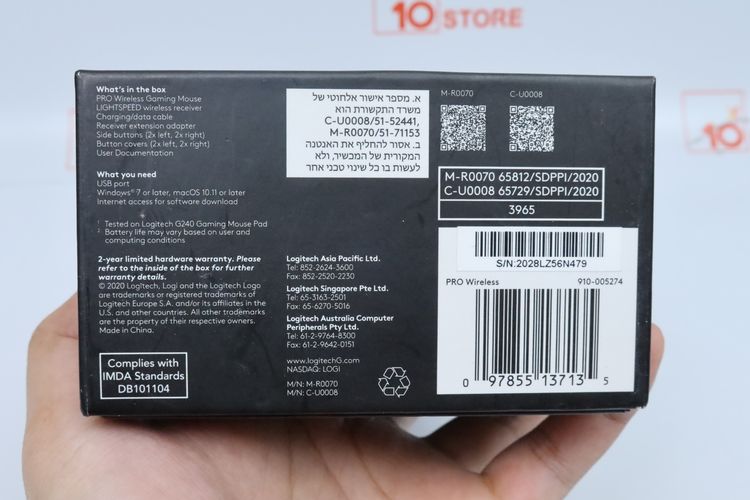 10 STORE
10
What's in the box
PRO Wireless Gaming Mouse
LIGHTSPEED wireless receiver
Charging/data cable
Receiver extension adapter
Side buttons (2x left, 2x right)
Button covers (2x left, 2x right)
User Documentation
What you need
USB port
Windows® 7 or later, macOS 10.11 or later
Internet access for software download
¹ Tested on Logitech G240 Gaming Mouse Pad
² Battery life may vary based on user and
computing conditions
2-year limited hardware warranty. Please
refer to the inside of the box for further
warranty details.
© 2020 Logitech, Logi and the Logitech Logo
are trademarks or registered trademarks of
Logitech Europe S.A. and/or its affiliates in the
U.S. and other countries. All other trademarks
are the property of their respective owners.
Made in China.
Complies with
IMDA Standards
DB101104
א. מספר אישור אלחוטי של
משרד התקשורת הוא
C-U0008/51-52441,
M-R0070/51-71153
ב. אסור להחליף את האנטנה
המקורית של המכשיר, ולא
לעשות בו כל שינוי טכני אחר
Logitech Asia Pacific Ltd.
Tel: 852-2624-3600
Fax: 852-2520-2230
Logitech Singapore Pte Ltd.
Tel: 65-3163-2501
Fax: 65-6270-5016
Logitech Australia Computer
Peripherals Pty Ltd.
Tel: 61-2-9764-8300
Fax: 61-2-9642-0151
www.logitechG.com
NASDAQ: LOGI
M/N: M-R0070
M/N: C-U0008
M-R0070
C-U0008
M-R0070 65812/SDPPI/2020
C-U0008 65729/SDPPI/2020
3965
S/N:2028LZ56N479
PRO Wireless 910-005274
0 97855 13713 5